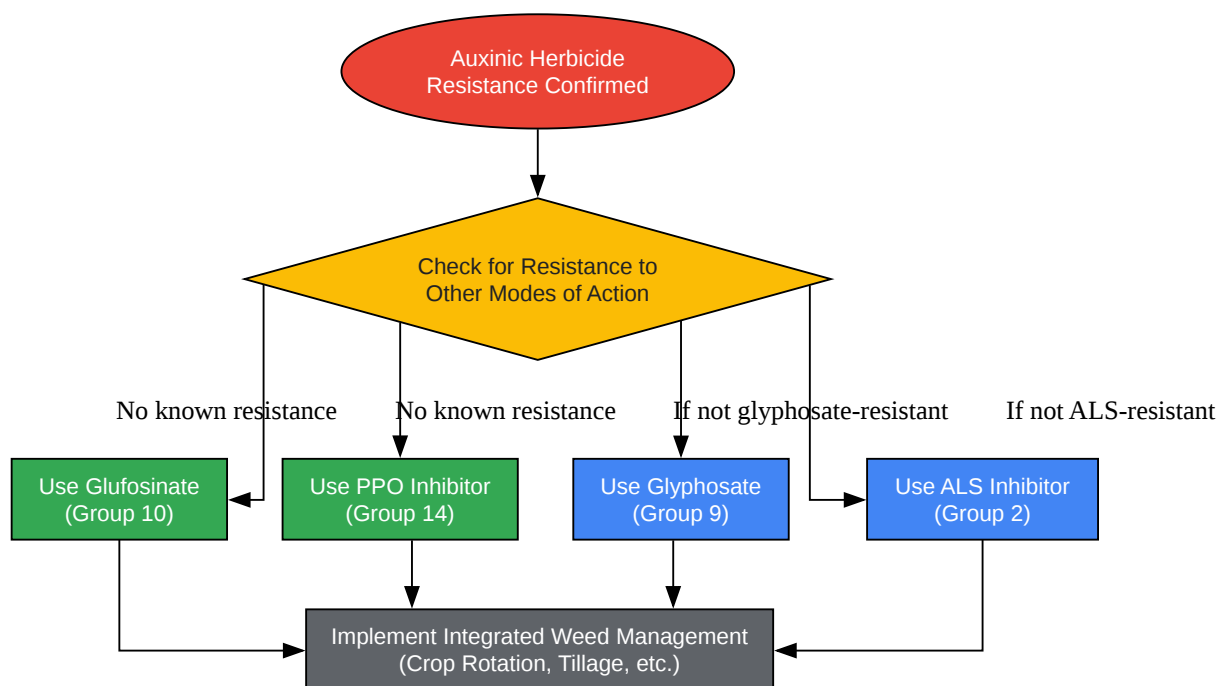 Auxinic Herbicide
Resistance Confirmed
Check for Resistance to
Other Modes of Action
No known resistance
No known resistance
If not glyphosate-resistant
If not ALS-resistant
Use Glufosinate
(Group 10)
Use PPO Inhibitor
(Group 14)
Use Glyphosate
(Group 9)
Use ALS Inhibitor
(Group 2)
Implement Integrated Weed Management
(Crop Rotation, Tillage, etc.)